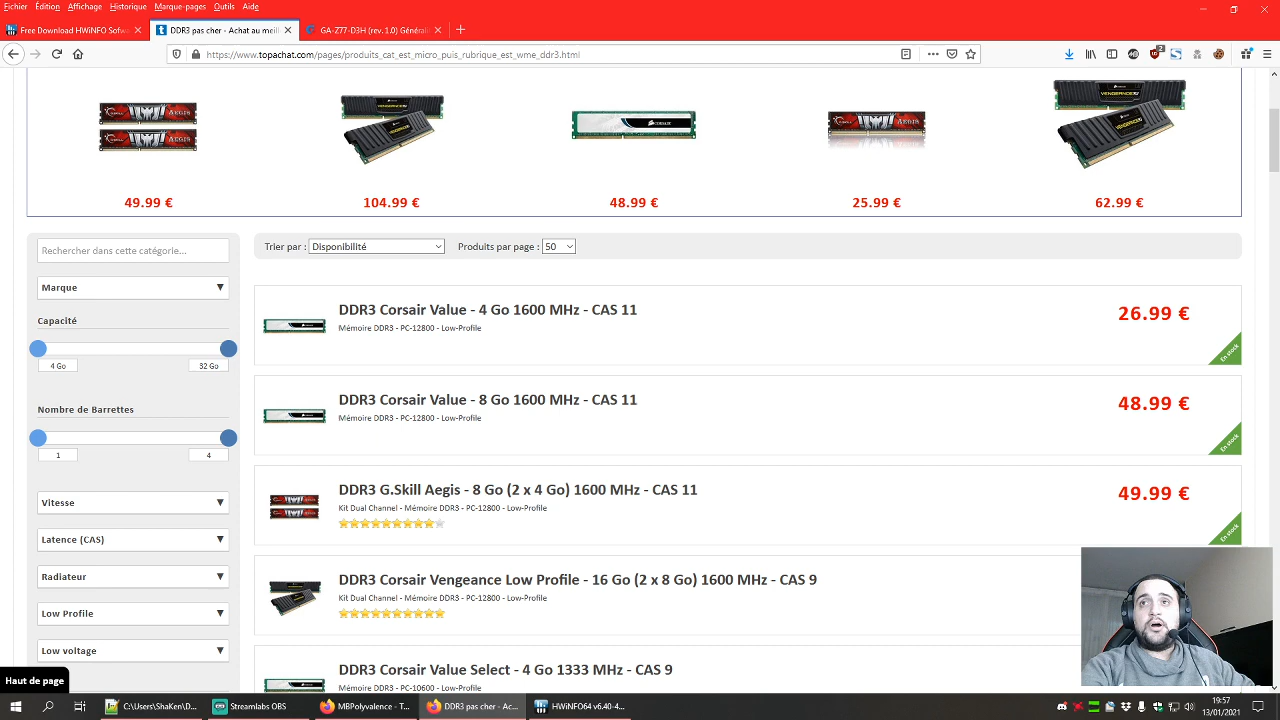 Fichier Édition Affichage Historique Marque-pages Outils Aide
Free Download HWiNFO Sofwa
DDR3 pas cher - Achat au meill
GA-Z77-D3H (rev. 1.0) Générali
https://www.topachat.com/pages/produits_cat_est_micro_puis_rubrique_est_wme_ddr3.html
49.99 €
104.99 €
48.99 €
25.99 €
62.99 €
Rechercher dans cette catégorie...
Trier par : Disponibilité Produits par page : 50
Marque
Capacité
4 Go 32 Go
Nombre de Barrettes
1 4
Vitesse
Latence (CAS)
Radiateur
Low Profile
Low voltage
Haut de page
DDR3 Corsair Value - 4 Go 1600 MHz - CAS 11
Mémoire DDR3 - PC-12800 - Low-Profile
26.99 €
En stock
DDR3 Corsair Value - 8 Go 1600 MHz - CAS 11
Mémoire DDR3 - PC-12800 - Low-Profile
48.99 €
En stock
DDR3 G.Skill Aegis - 8 Go (2 x 4 Go) 1600 MHz - CAS 11
Kit Dual Channel - Mémoire DDR3 - PC-12800 - Low-Profile
49.99 €
En stock
DDR3 Corsair Vengeance Low Profile - 16 Go (2 x 8 Go) 1600 MHz - CAS 9
Kit Dual Channel - Mémoire DDR3 - PC-12800 - Low-Profile
DDR3 Corsair Value Select - 4 Go 1333 MHz - CAS 9
Mémoire DDR3 - PC-10600 - Low-Profile
C:\Users\ShaKen\D...
Streamlabs OBS
MBPolyvalence - T...
DDR3 pas cher - Ac...
HWiNFO64 v6.40-4...
19:57
13/01/2021